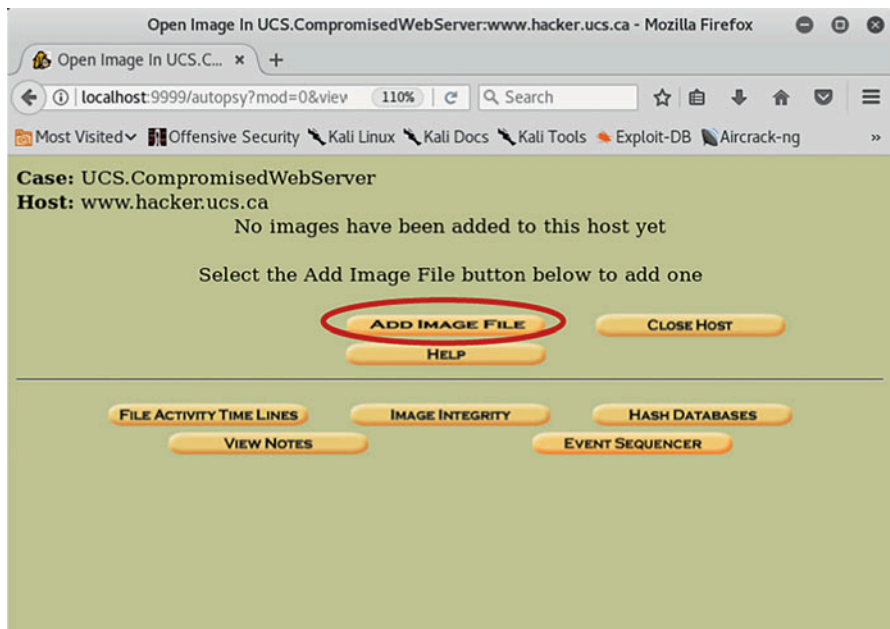 Open Image In UCS.CompromisedWebServer:www.hacker.ucs.ca - Mozilla Firefox
Open Image In UCS.C... × +
localhost:9999/autopsy?mod=0&view 110% Search
Most Visited Offensive Security Kali Linux Kali Docs Kali Tools Exploit-DB Aircrack-ng »
Case: UCS.CompromisedWebServer
Host: www.hacker.ucs.ca
No images have been added to this host yet
Select the Add Image File button below to add one
ADD IMAGE FILE CLOSE HOST
HELP
FILE ACTIVITY TIME LINES IMAGE INTEGRITY HASH DATABASES
VIEW NOTES EVENT SEQUENCER